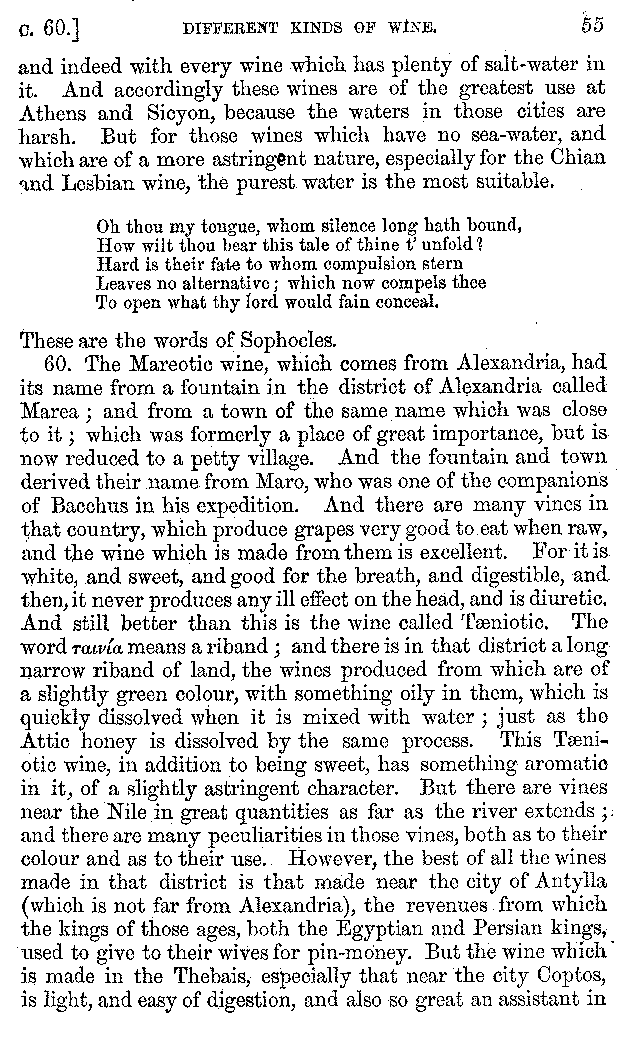 C. 60.] DIFFERENT KINDS OF WINE. 55
and indeed with every wine which has plenty of salt-water in
it. And accordingly these wines are of the greatest use at
Athens and Sicyon, because the waters in those cities are
harsh. But for those wines which have no sea-water, and
which are of a more astringent nature, especially for the Chian
and Lesbian wine, the purest water is the most suitable.
Oh thou my tongue, whom silence long hath bound,
How wilt thou bear this tale of thine t' unfold?
Hard is their fate to whom compulsion stern
Leaves no alternative; which now compels thee
To open what thy lord would fain conceal.
These are the words of Sophocles.
60. The Mareotic wine, which comes from Alexandria, had
its name from a fountain in the district of Alexandria called
Marea; and from a town of the same name which was close
to it; which was formerly a place of great importance, but is
now reduced to a petty village. And the fountain and town
derived their name from Maro, who was one of the companions
of Bacchus in his expedition. And there are many vines in
that country, which produce grapes very good to eat when raw,
and the wine which is made from them is excellent. For it is
white, and sweet, and good for the breath, and digestible, and
then, it never produces any ill effect on the head, and is diuretic.
And still better than this is the wine called Tæniotic. The
word ταινία means a riband; and there is in that district a long
narrow riband of land, the wines produced from which are of
a slightly green colour, with something oily in them, which is
quickly dissolved when it is mixed with water; just as the
Attic honey is dissolved by the same process. This Tæni-
otic wine, in addition to being sweet, has something aromatic
in it, of a slightly astringent character. But there are vines
near the Nile in great quantities as far as the river extends;
and there are many peculiarities in those vines, both as to their
colour and as to their use. However, the best of all the wines
made in that district is that made near the city of Antylla
(which is not far from Alexandria), the revenues from which
the kings of those ages, both the Egyptian and Persian kings,
used to give to their wives for pin-money. But the wine which
is made in the Thebais, especially that near the city Coptos,
is light, and easy of digestion, and also so great an assistant in